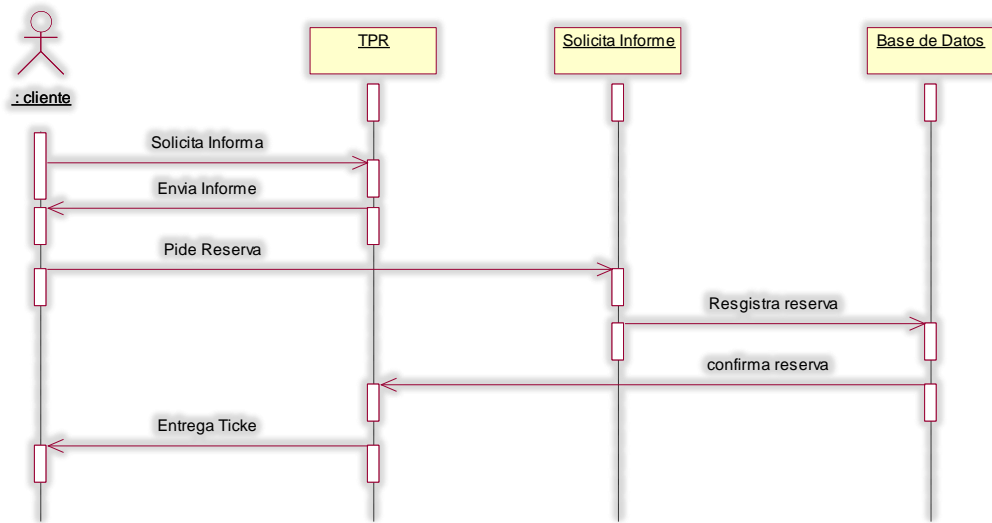 TPR
Solicita Informe
Base de Datos
: cliente
Solicita Informa
Envia Informe
Pide Reserva
Resgistra reserva
confirma reserva
Entrega Ticke